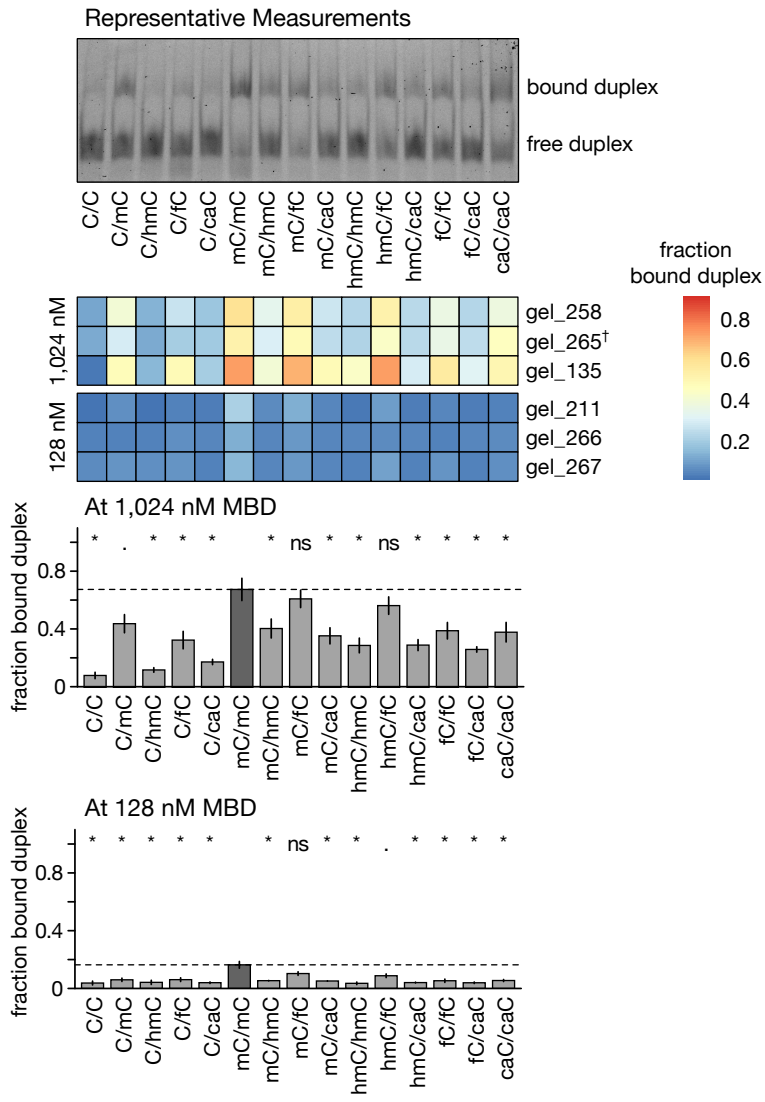 Representative Measurements
bound duplex
free duplex
C/C
C/mC
C/hmC
C/fC
C/caC
mC/mC
mC/hmC
mC/fC
mC/caC
hmC/hmC
hmC/fC
hmC/caC
fC/fC
fC/caC
caC/caC
fraction
bound duplex
0.8
0.6
0.4
0.2
1,024 nM
gel_258
gel_265†
gel_135
128 nM
gel_211
gel_266
gel_267
At 1,024 nM MBD
fraction bound duplex
0.8
0.4
0
* . * * * * ns * * ns * * * *
C/C
C/mC
C/hmC
C/fC
C/caC
mC/mC
mC/hmC
mC/fC
mC/caC
hmC/hmC
hmC/fC
hmC/caC
fC/fC
fC/caC
caC/caC
At 128 nM MBD
fraction bound duplex
0.8
0.4
0
* * * * * * ns * * . * * * *
C/C
C/mC
C/hmC
C/fC
C/caC
mC/mC
mC/hmC
mC/fC
mC/caC
hmC/hmC
hmC/fC
hmC/caC
fC/fC
fC/caC
caC/caC